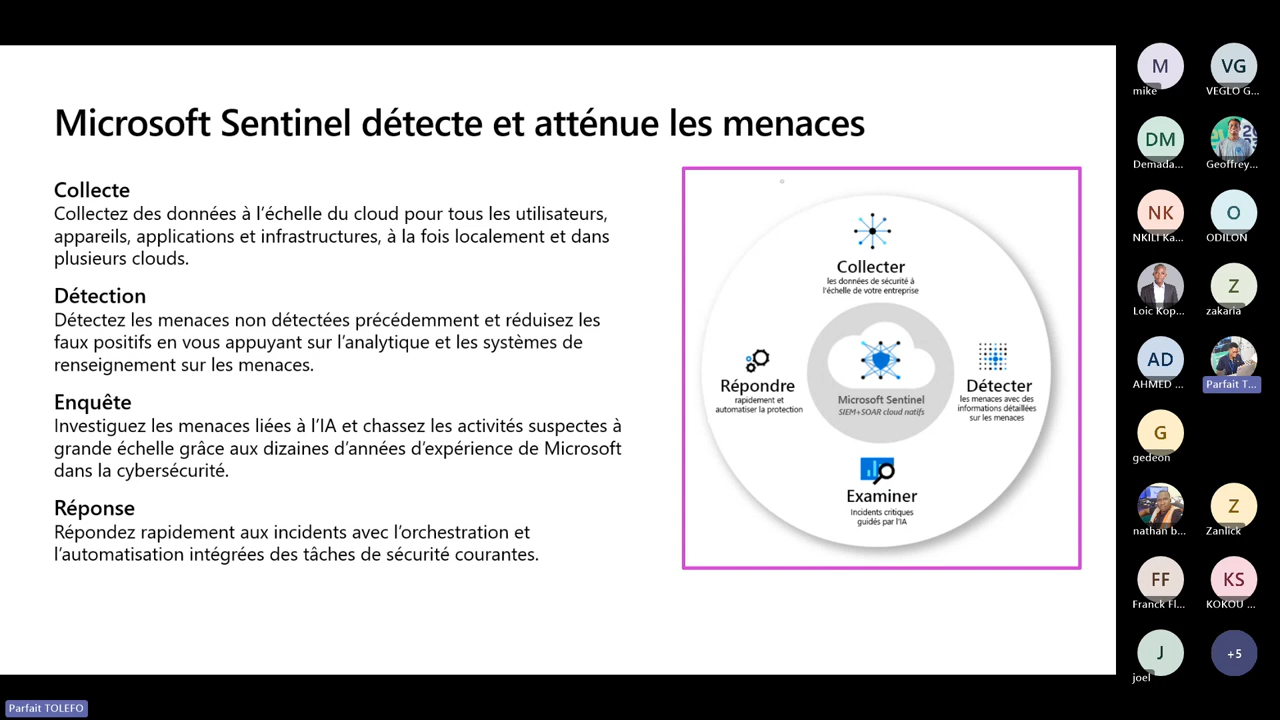 Microsoft Sentinel détecte et atténue les menaces
Collecte
Collectez des données à l’échelle du cloud pour tous les utilisateurs,
appareils, applications et infrastructures, à la fois localement et dans
plusieurs clouds.
Détection
Détectez les menaces non détectées précédemment et réduisez les
faux positifs en vous appuyant sur l’analytique et les systèmes de
renseignement sur les menaces.
Enquête
Investiguez les menaces liées à l’IA et chassez les activités suspectes à
grande échelle grâce aux dizaines d’années d’expérience de Microsoft
dans la cybersécurité.
Réponse
Répondez rapidement aux incidents avec l’orchestration et
l’automatisation intégrées des tâches de sécurité courantes.
Collecter
les données de sécurité à
l’échelle de votre entreprise
Répondre
rapidement et
automatiser la protection
Microsoft Sentinel
SIEM+SOAR cloud natifs
Détecter
les menaces avec des
informations détaillées
sur les menaces
Examiner
Incidents critiques
guidés par l’IA
M
mike
VG
VEGLO G...
DM
Demada...
Geoffrey...
NK
NKILI Ka...
O
ODILON
Loic Kop...
Z
zakaria
AD
AHMED ...
Parfait T...
G
gedeon
nathan b...
Z
Zanlick
FF
Franck Fl...
KS
KOKOU ...
J
joel
+5
Parfait TOLEFO